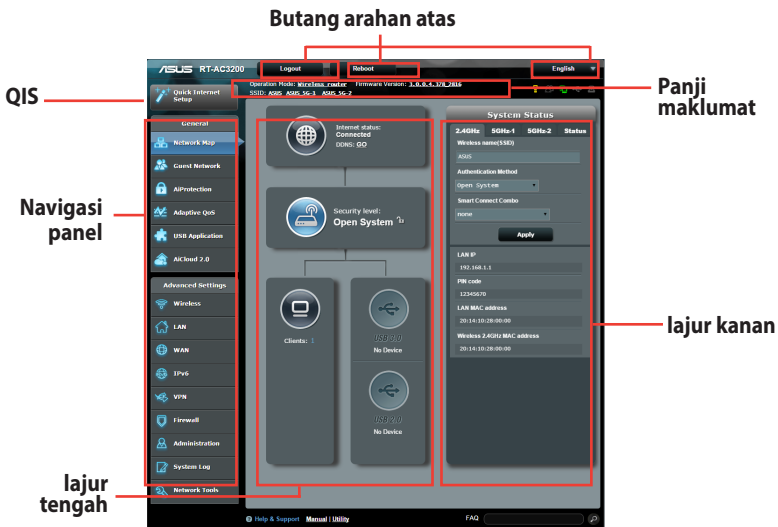 Butang arahan atas
QIS
Panji maklumat
Navigasi panel
lajur kanan
lajur tengah
ASUS RT-AC3200
Logout
Reboot
English
Quick Internet Setup
Operation Mode: Wireless router Firmware Version: 3.0.0.4.378_2816
SSID: ASUS ASUS_5G-1 ASUS_5G-2
General
Network Map
Guest Network
AiProtection
Adaptive QoS
USB Application
AiCloud 2.0
Advanced Settings
Wireless
LAN
WAN
IPv6
VPN
Firewall
Administration
System Log
Network Tools
Internet status:
Connected
DDNS: GO
Security level:
Open System
Clients: 3
USB 3.0
No Device
USB 2.0
No Device
System Status
2.4GHz 5GHz-1 5GHz-2 Status
Wireless name(SSID)
ASUS
Authentication Method
Open System
Smart Connect Combo
none
Apply
LAN IP
192.168.1.1
PIN code
12345670
LAN MAC address
20:14:10:28:00:00
Wireless 2.4GHz MAC address
20:14:10:28:00:00
Help & Support Manual | Utility
FAQ